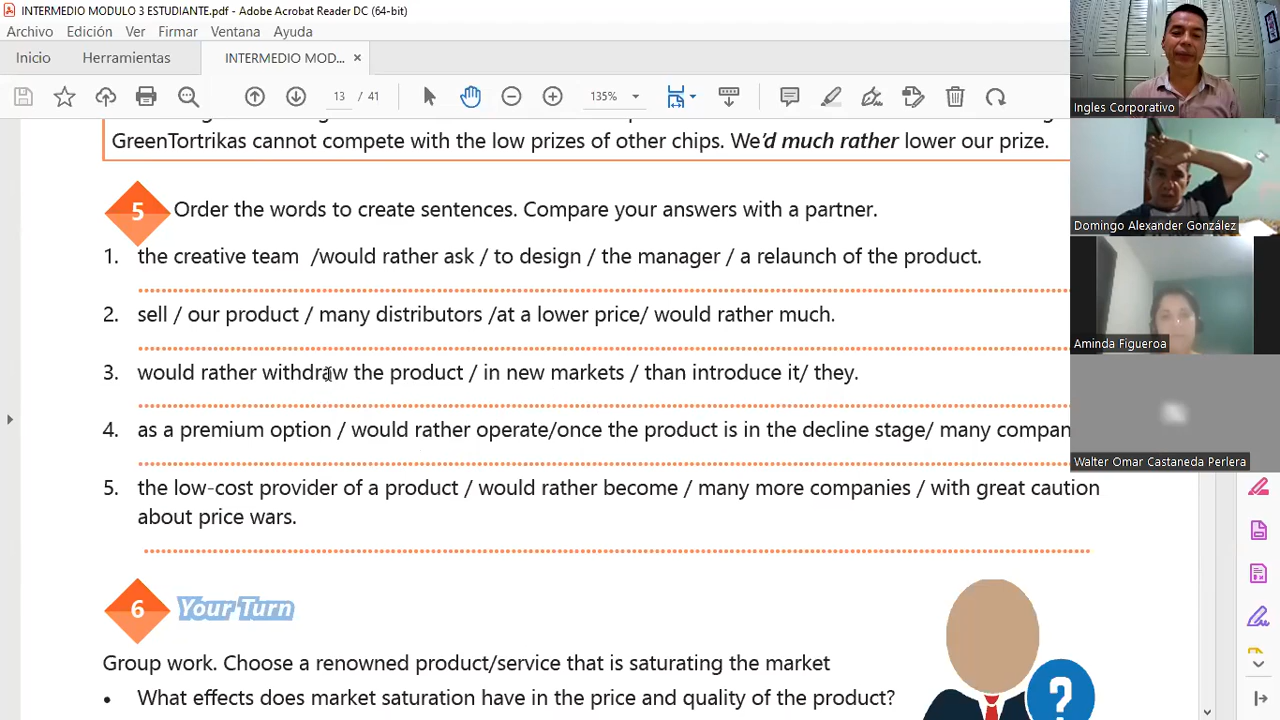 INTERMEDIO MODULO 3 ESTUDIANTE.pdf - Adobe Acrobat Reader DC (64-bit)
Archivo Edición Ver Firmar Ventana Ayuda
Inicio Herramientas INTERMEDIO MOD... ×
13 / 41 135%
GreenTortrikas cannot compete with the low prizes of other chips. We'd much rather lower our prize.
5 Order the words to create sentences. Compare your answers with a partner.
1. the creative team /would rather ask / to design / the manager / a relaunch of the product.
2. sell / our product / many distributors /at a lower price/ would rather much.
3. would rather withdraw the product / in new markets / than introduce it/ they.
4. as a premium option / would rather operate/once the product is in the decline stage/ many compan
5. the low-cost provider of a product / would rather become / many more companies / with great caution
about price wars.
6 Your Turn
Group work. Choose a renowned product/service that is saturating the market
• What effects does market saturation have in the price and quality of the product?
?
Ingles Corporativo
Domingo Alexander González
Aminda Figueroa
Walter Omar Castaneda Perlera